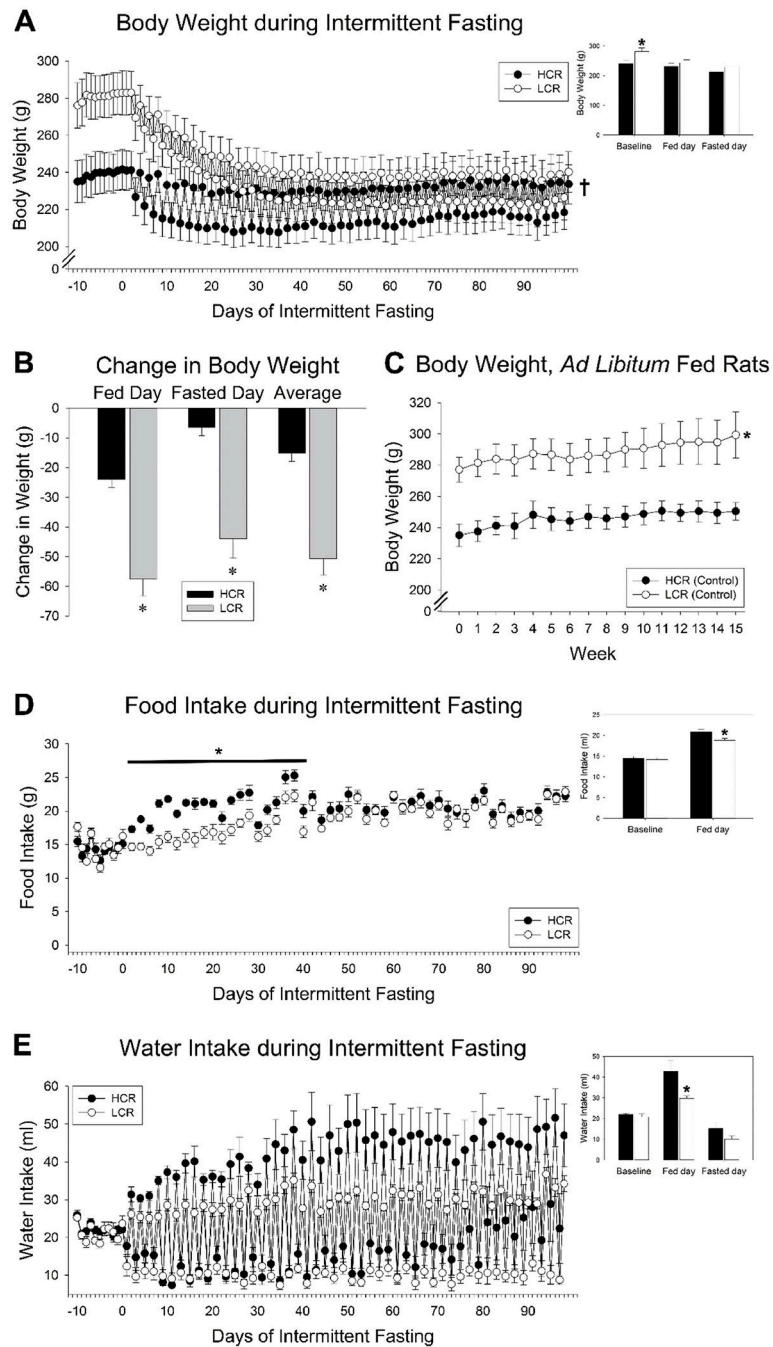 A Body Weight during Intermittent Fasting
Body Weight (g)
300
280
260
240
220
200
0
-10 0 10 20 30 40 50 60 70 80 90
Days of Intermittent Fasting
HCR
LCR
†
Body Weight (g)
300
200
100
0
*
Baseline Fed day Fasted day
B Change in Body Weight
Fed Day Fasted Day Average
Change in Weight (g)
0
-10
-20
-30
-40
-50
-60
-70
HCR
LCR
* * *
C Body Weight, Ad Libitum Fed Rats
Body Weight (g)
320
300
280
260
240
220
200
0
*
HCR (Control)
LCR (Control)
0 1 2 3 4 5 6 7 8 9 10 11 12 13 14 15
Week
D Food Intake during Intermittent Fasting
Food Intake (g)
30
25
20
15
10
5
0
*
HCR
LCR
-10 0 10 20 30 40 50 60 70 80 90
Days of Intermittent Fasting
Food Intake (ml)
25
20
15
10
5
0
*
Baseline Fed day
E Water Intake during Intermittent Fasting
Water Intake (ml)
60
50
40
30
20
10
HCR
LCR
-10 0 10 20 30 40 50 60 70 80 90
Days of Intermittent Fasting
Water Intake (ml)
50
40
30
20
10
0
*
Baseline Fed day Fasted day